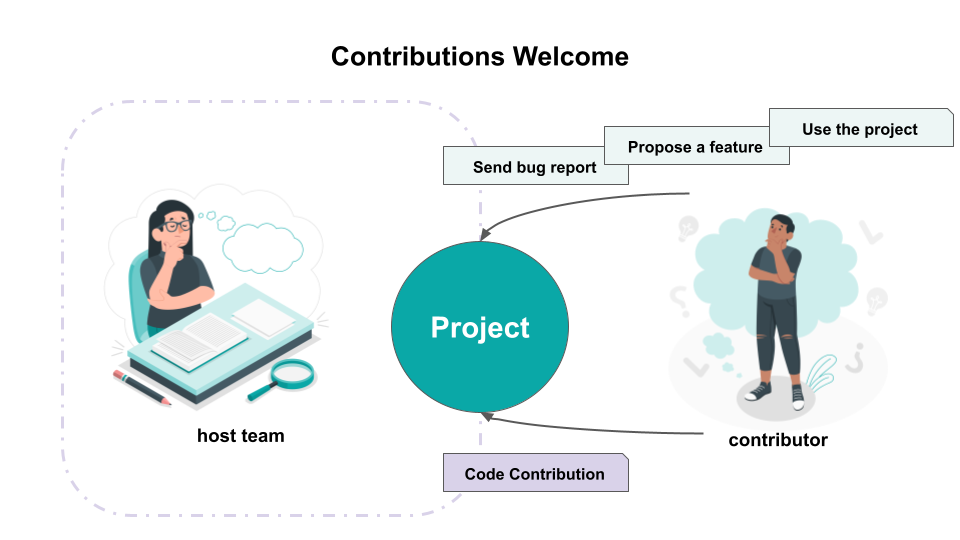 Contributions Welcome
Use the project
Propose a feature
Send bug report
Project
host team
contributor
Code Contribution